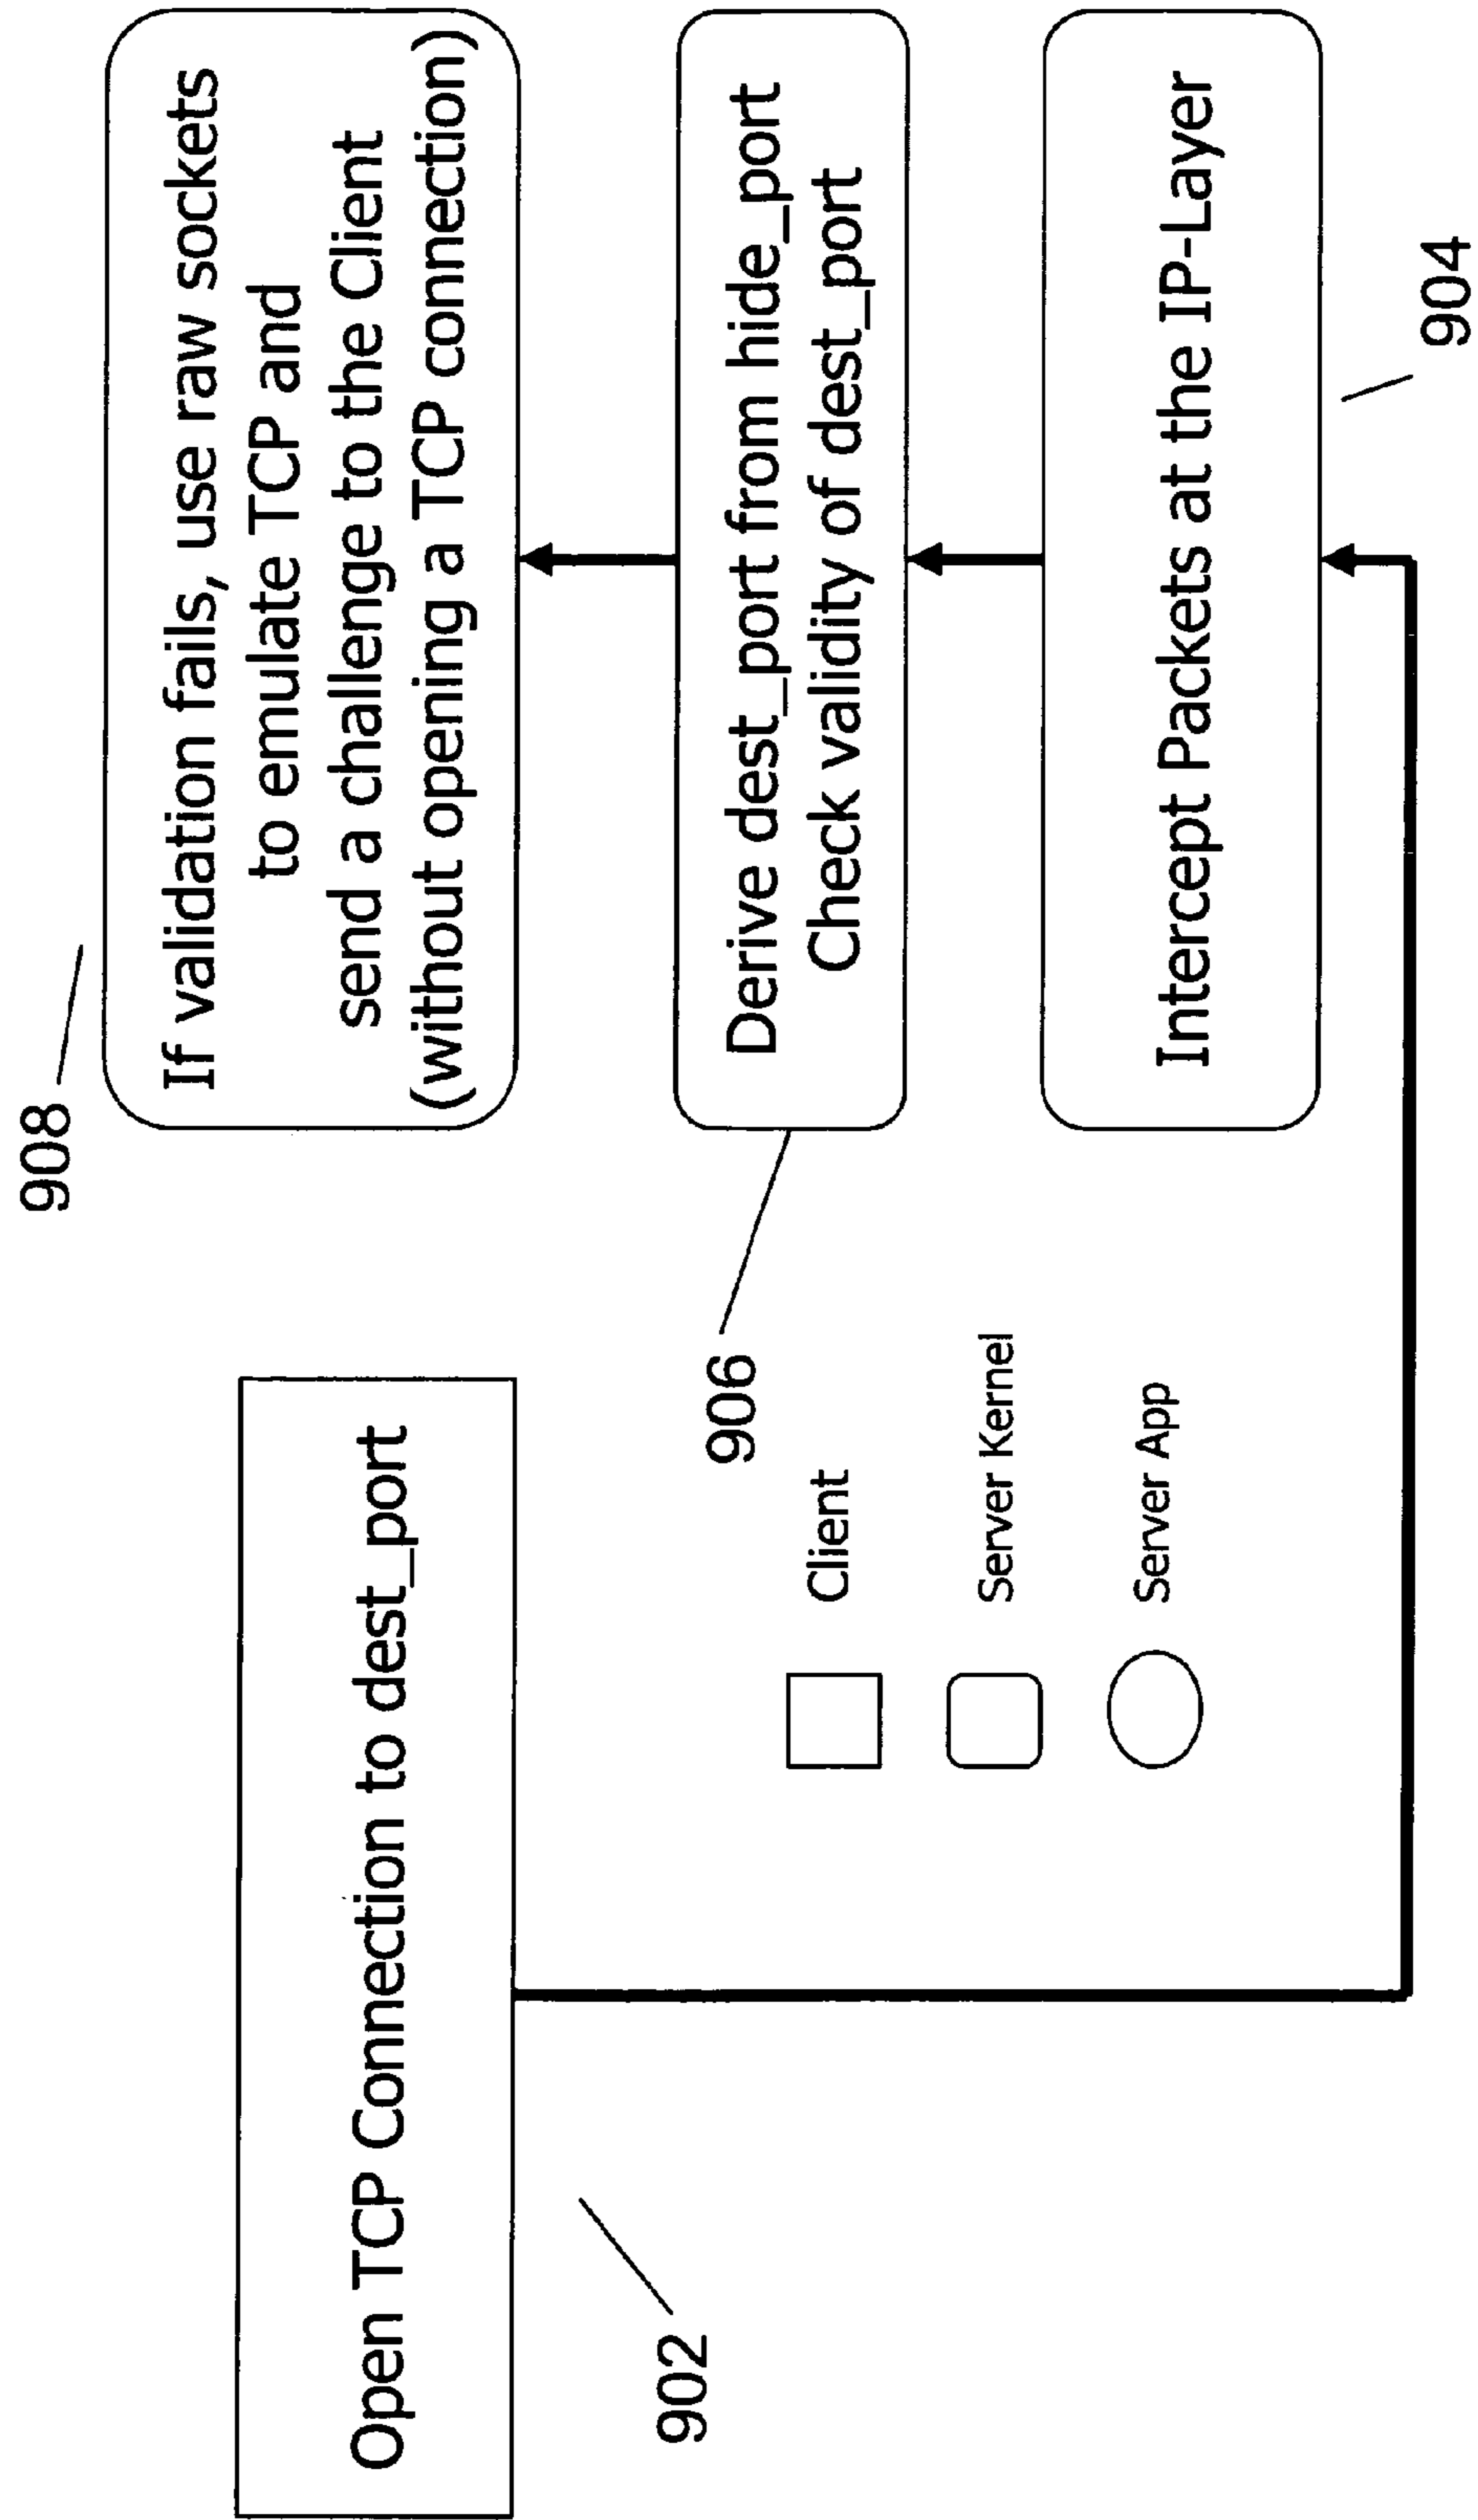 908
If validation fails, use raw sockets
to emulate TCP and
send a challenge to the Client
(without opening a TCP connection)
Open TCP Connection to dest_port
902
906
Derive dest_port from hide_port
Check validity of dest_port
Client
Server Kernel
Server App
Intercept Packets at the IP-Layer
904